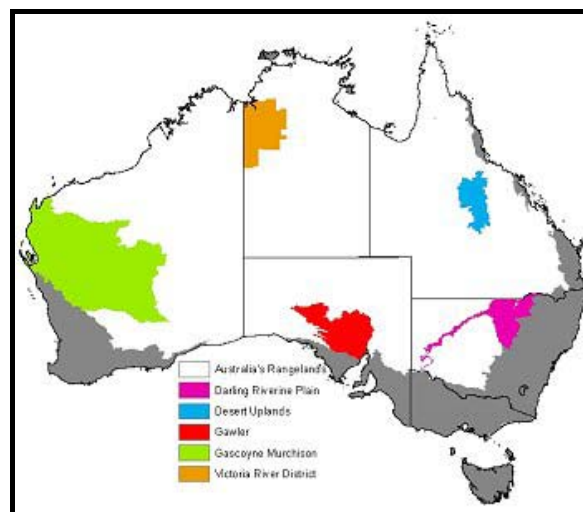 Australia's Rangelands
Darling Riverine Plain
Desert Uplands
Gawler
Gascoyne Murchison
Victoria River District